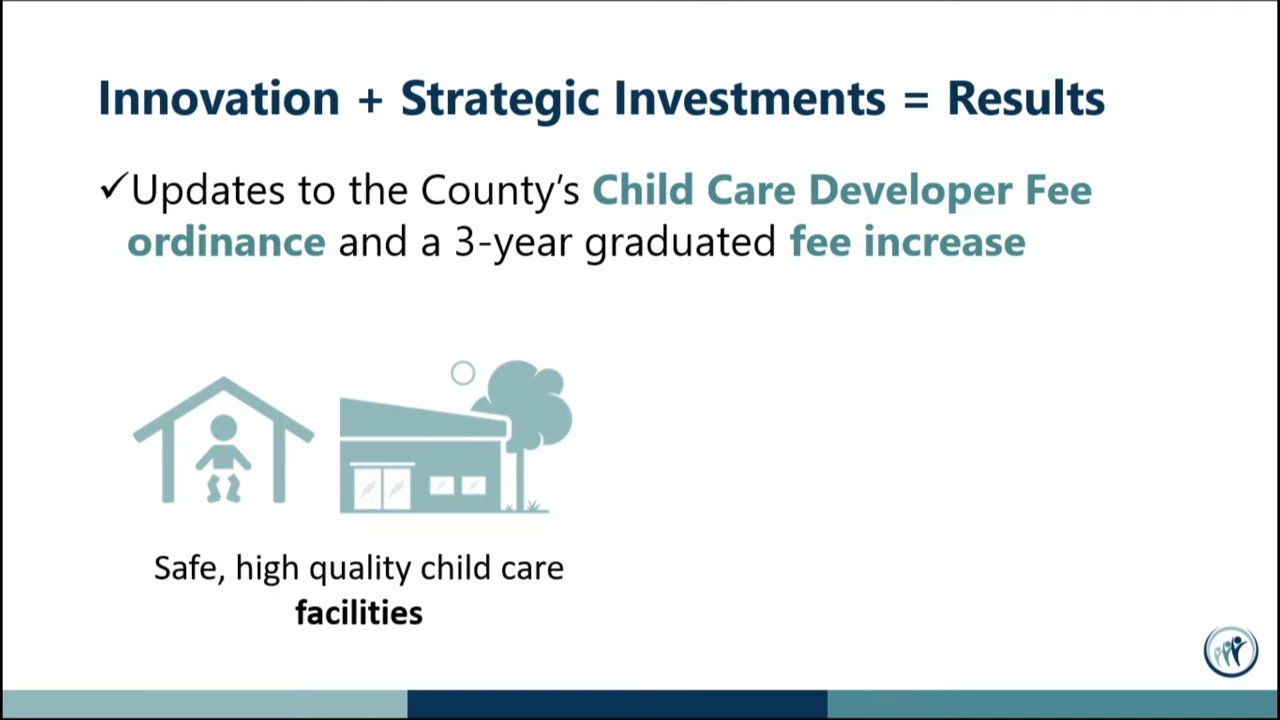 Innovation + Strategic Investments = Results
✓Updates to the County’s Child Care Developer Fee
ordinance and a 3-year graduated fee increase
Safe, high quality child care
facilities